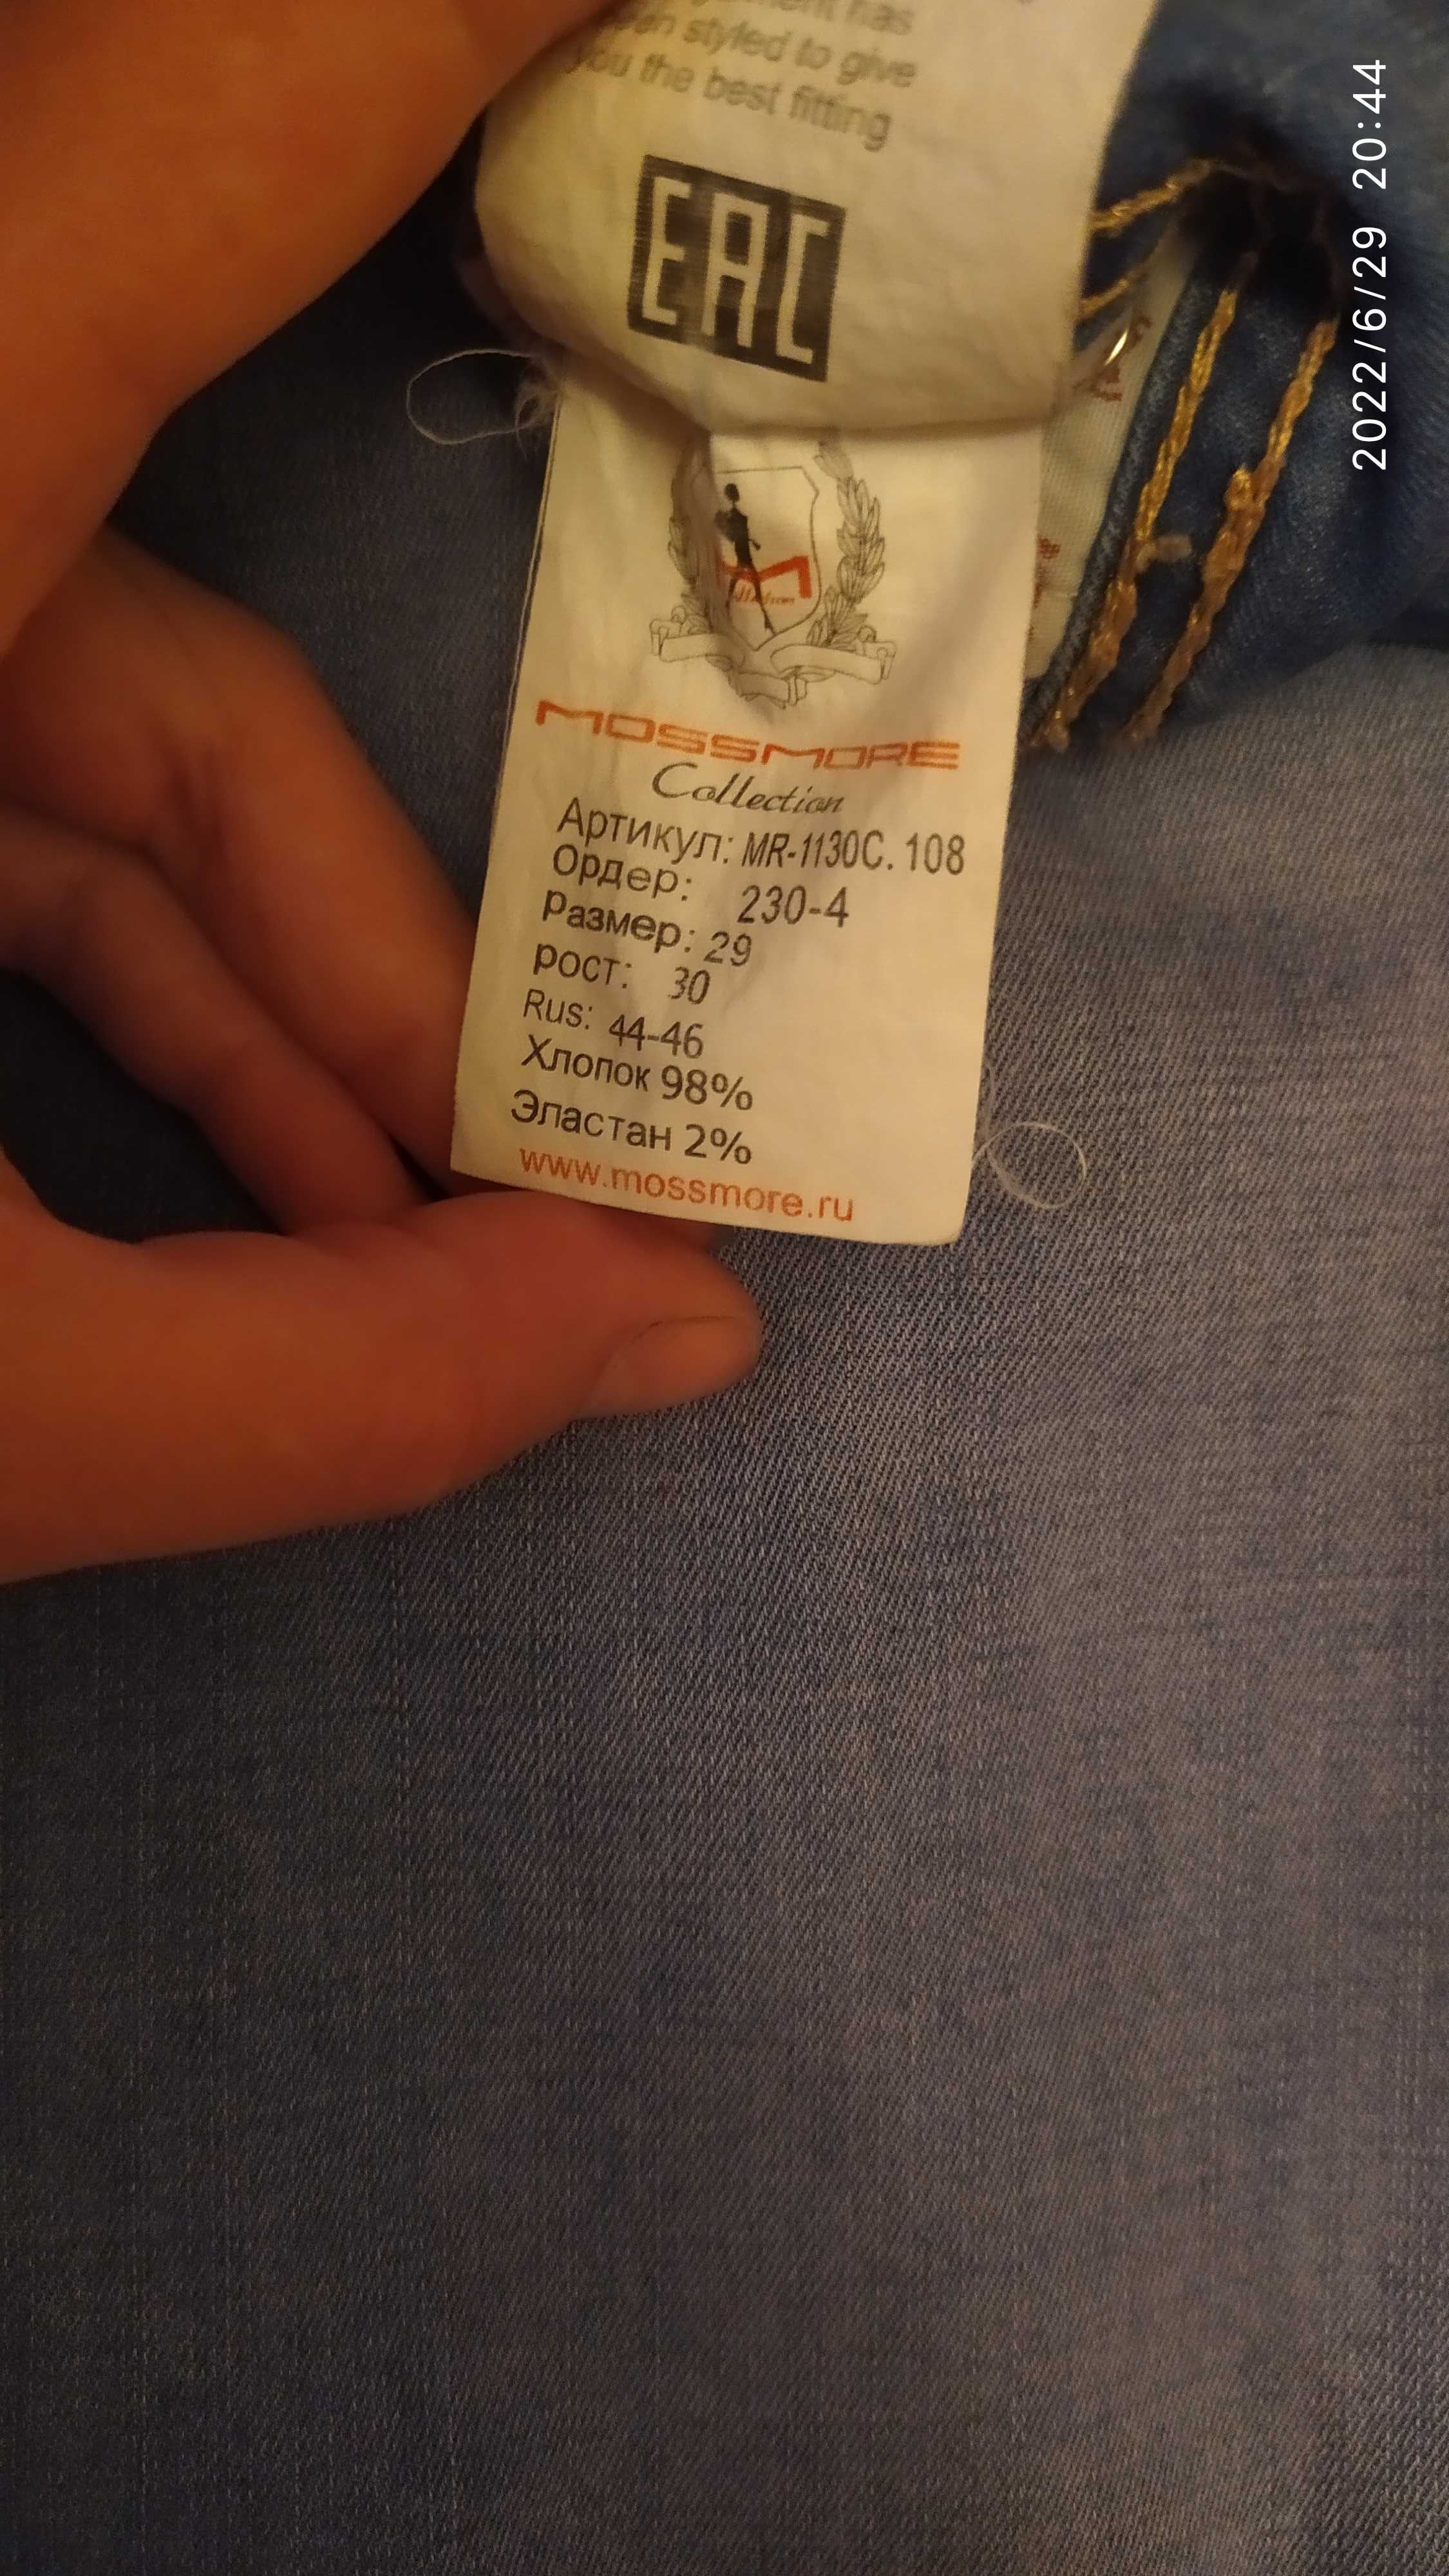 has
styled to give
you the best fitting
EAC
MOSSMORE
Collection
Артикул: MR-1130C. 108
Ордер: 230-4
Размер: 29
рост: 30
Rus: 44-46
Хлопок 98%
Эластан 2%
www.mossmore.ru
2022/6/29 20:44